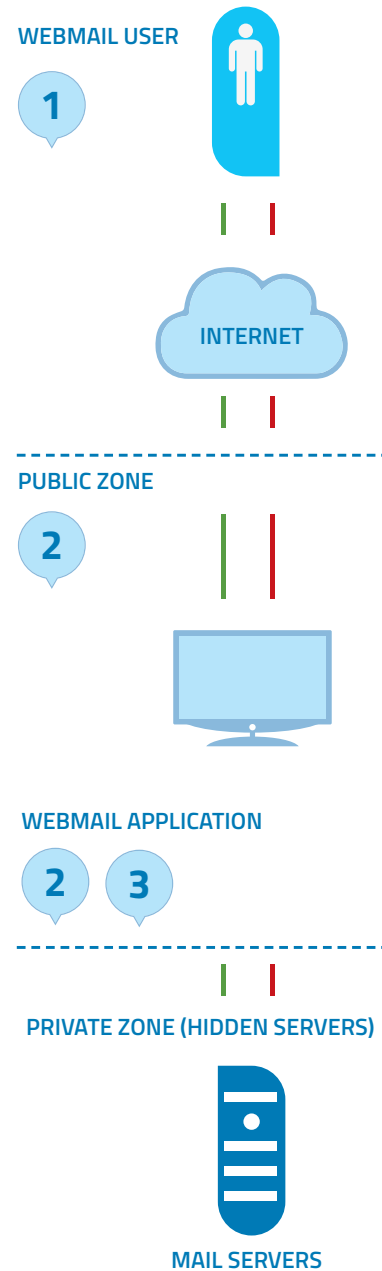 WEBMAIL USER
1
INTERNET
PUBLIC ZONE
2
WEBMAIL APPLICATION
2 3
PRIVATE ZONE (HIDDEN SERVERS)
MAIL SERVERS